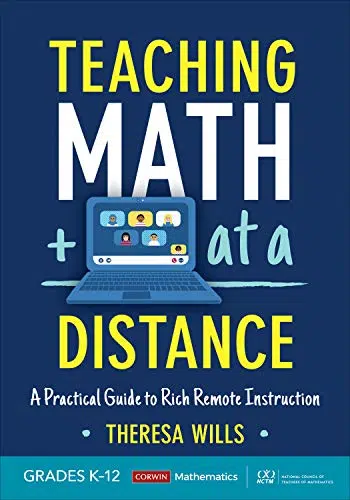 TEACHING
MATH
+ at a
DISTANCE
A Practical Guide to Rich Remote Instruction
• THERESA WILLS •
GRADES K-12
CORWIN Mathematics
NCTM
NATIONAL COUNCIL OF
TEACHERS OF MATHEMATICS